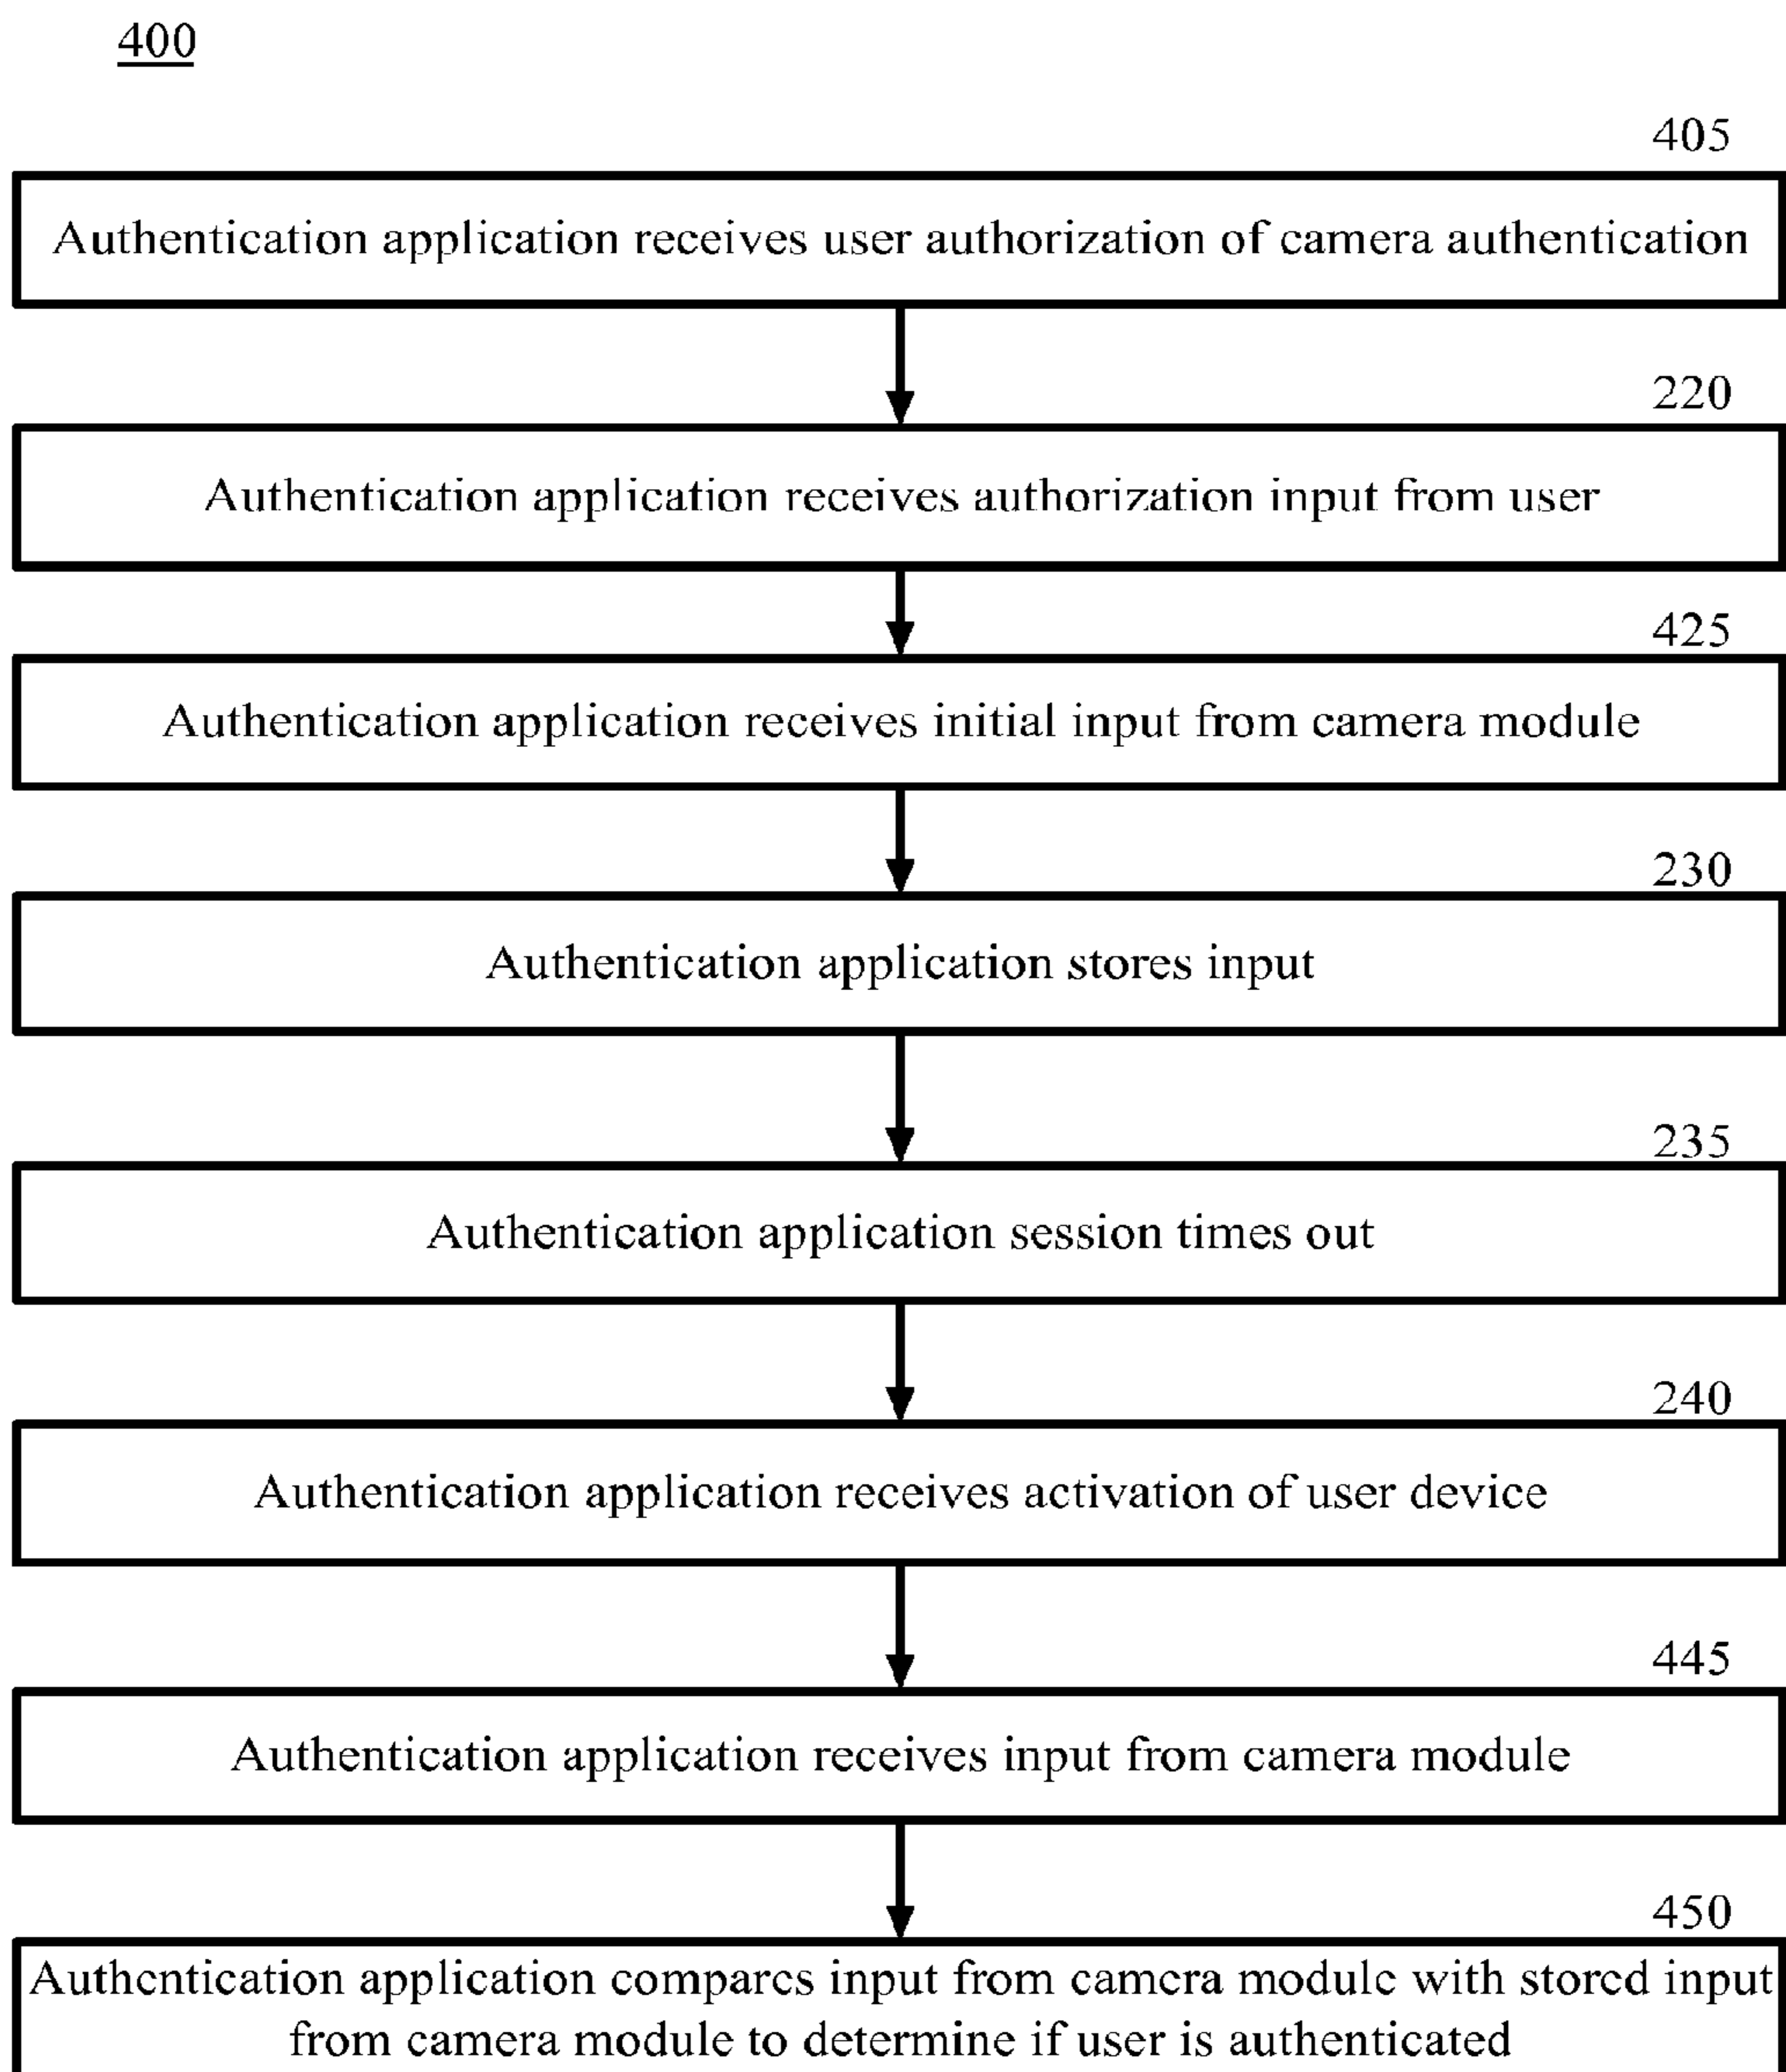 400
405
Authentication application receives user authorization of camera authentication
220
Authentication application receives authorization input from user
425
Authentication application receives initial input from camera module
230
Authentication application stores input
235
Authentication application session times out
240
Authentication application receives activation of user device
445
Authentication application receives input from camera module
450
Authentication application compares input from camera module with stored input
from camera module to determine if user is authenticated